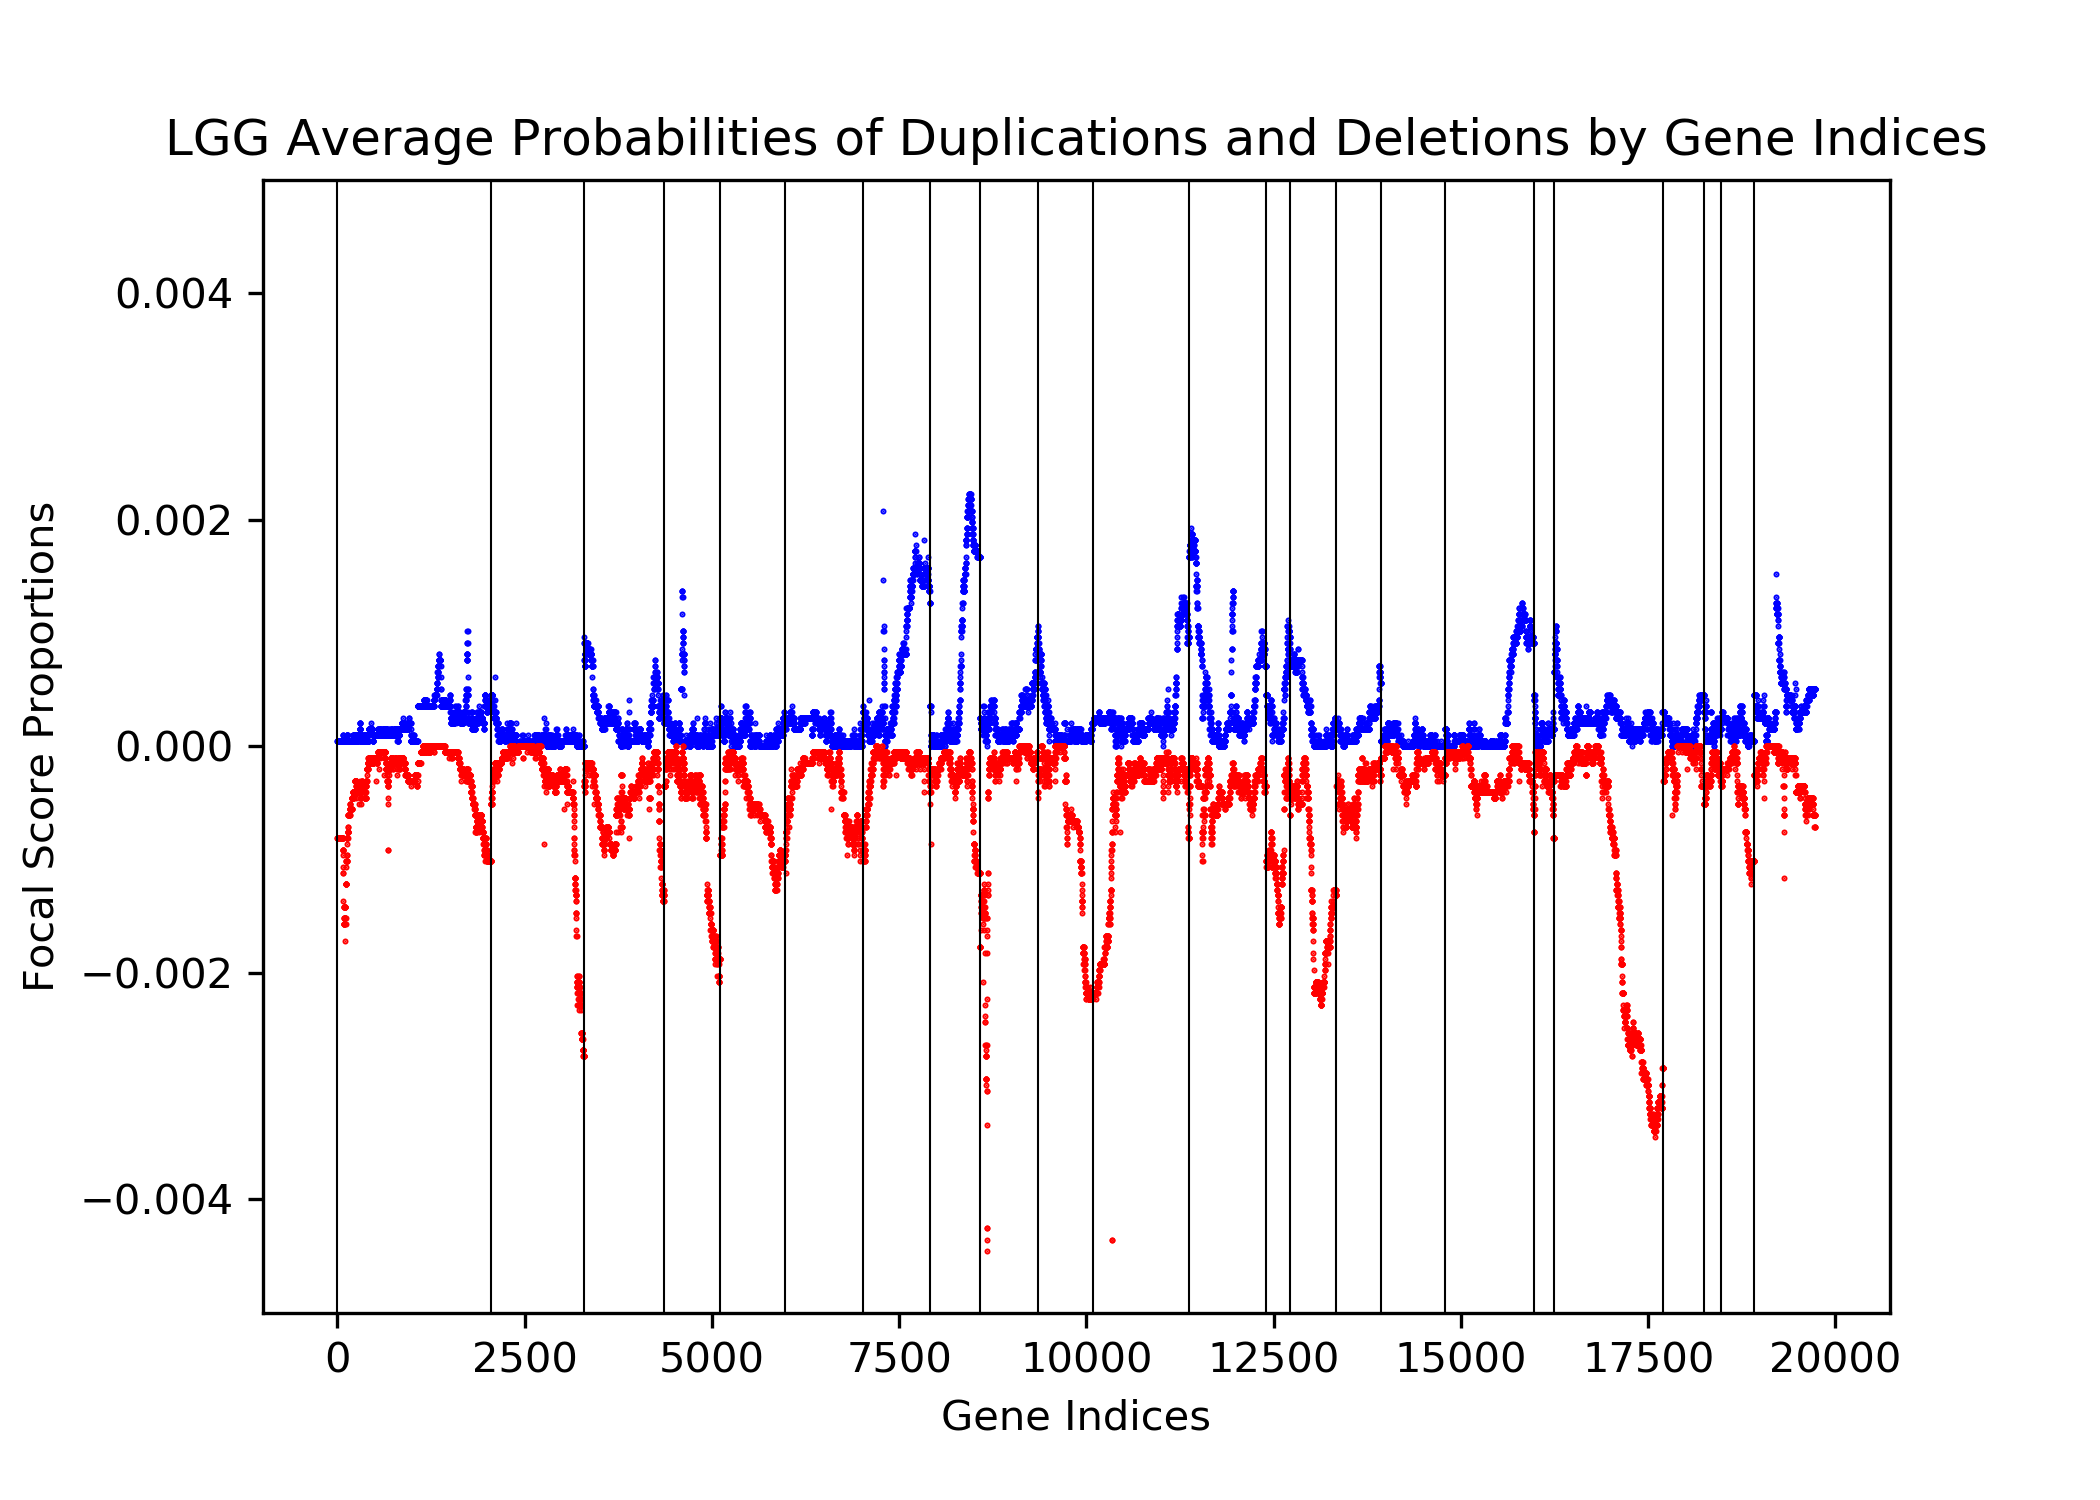 LGG Average Probabilities of Duplications and Deletions by Gene Indices
0.004
0.002
0.000
−0.002
−0.004
Focal Score Proportions
0 2500 5000 7500 10000 12500 15000 17500 20000
Gene Indices